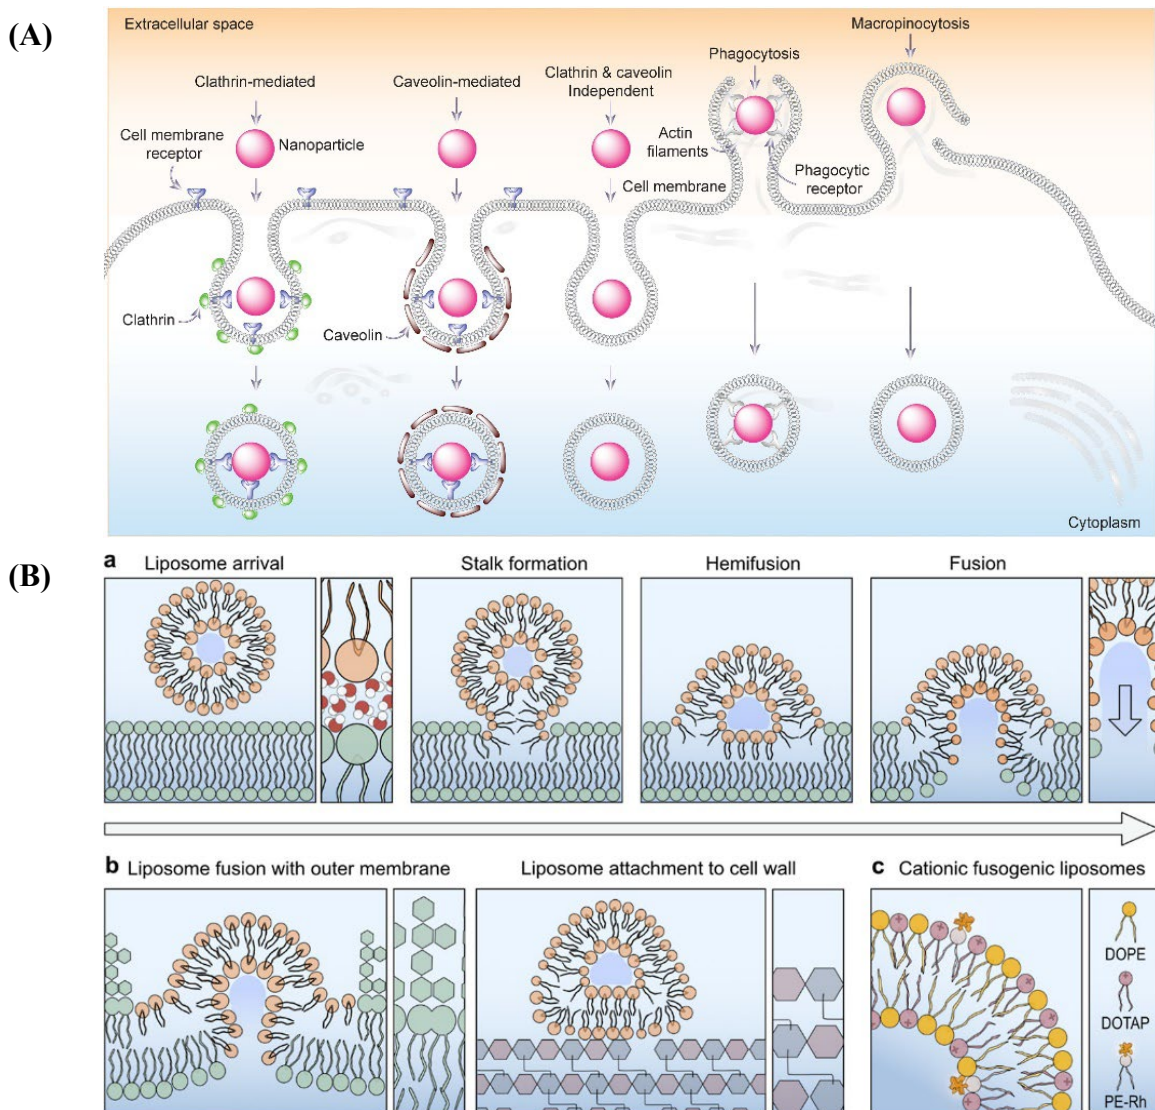 (A)
Extracellular space
Macropinocytosis
Phagocytosis
Clathrin-mediated
Caveolin-mediated
Clathrin & caveolin
Independent
Cell membrane
receptor
Nanoparticle
Actin
filaments
Phagocytic
receptor
Cell membrane
Clathrin
Caveolin
Cytoplasm
(B)
a
Liposome arrival
Stalk formation
Hemifusion
Fusion
b
Liposome fusion with outer membrane
Liposome attachment to cell wall
c
Cationic fusogenic liposomes
DOPE
DOTAP
PE-Rh